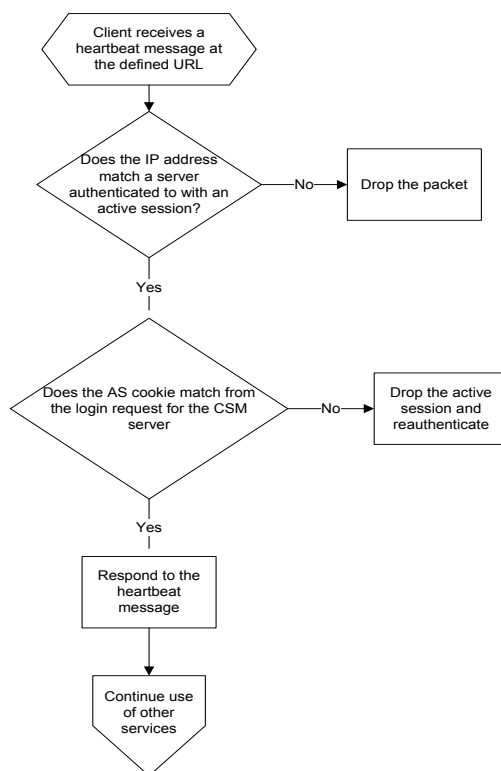 Client receives a
heartbeat message at
the defined URL
Does the IP address
match a server
authenticated to with an
active session?
No
Drop the packet
Yes
Does the AS cookie match from
the login request for the CSM
server
No
Drop the active
session and
reauthenticate
Yes
Respond to the
heartbeat
message
Continue use
of other
services